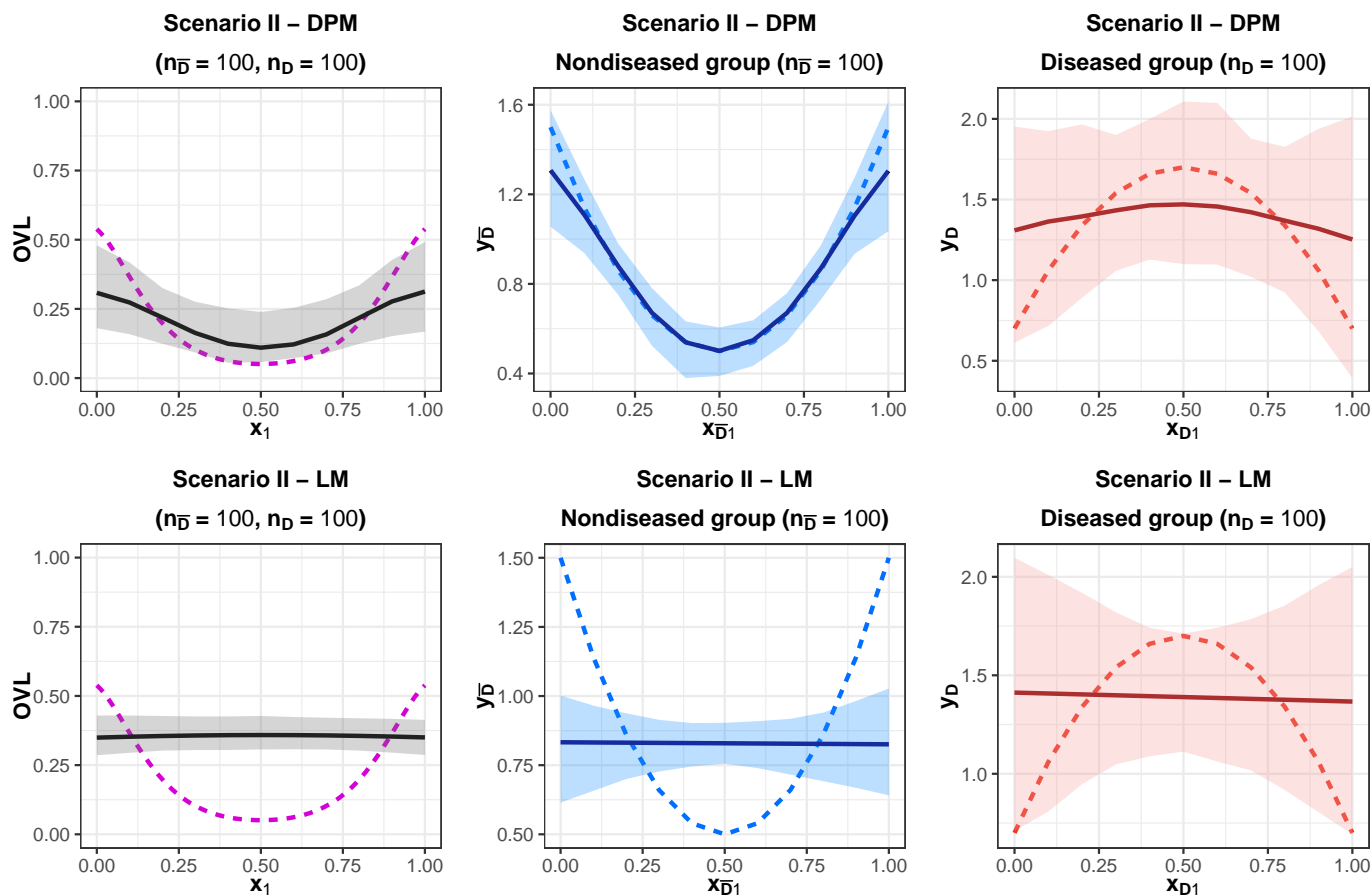 Scenario II – DPM
(n_D̅ = 100, n_D = 100)
1.00
0.75
0.50
0.25
0.00
OVL
0.00 0.25 0.50 0.75 1.00
x₁
Scenario II – DPM
Nondiseased group (n_D̅ = 100)
1.6
1.2
0.8
0.4
y_D̅
0.00 0.25 0.50 0.75 1.00
x_D̅1
Scenario II – DPM
Diseased group (n_D = 100)
2.0
1.5
1.0
0.5
y_D
0.00 0.25 0.50 0.75 1.00
x_D1
Scenario II – LM
(n_D̅ = 100, n_D = 100)
1.00
0.75
0.50
0.25
0.00
OVL
0.00 0.25 0.50 0.75 1.00
x₁
Scenario II – LM
Nondiseased group (n_D̅ = 100)
1.50
1.25
1.00
0.75
0.50
y_D̅
0.00 0.25 0.50 0.75 1.00
x_D̅1
Scenario II – LM
Diseased group (n_D = 100)
2.0
1.5
1.0
y_D
0.00 0.25 0.50 0.75 1.00
x_D1